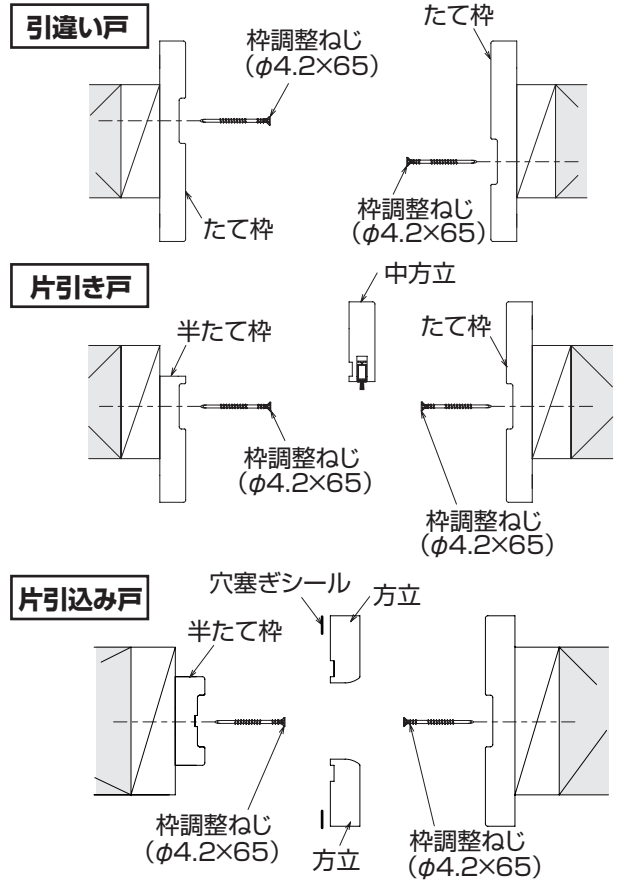 引違い戸
たて枠
枠調整ねじ
（φ4.2×65）
枠調整ねじ
（φ4.2×65）
たて枠
片引き戸
中方立
半たて枠
たて枠
枠調整ねじ
（φ4.2×65）
枠調整ねじ
（φ4.2×65）
片引込み戸
穴塞ぎシール
方立
半たて枠
枠調整ねじ
（φ4.2×65）
方立
枠調整ねじ
（φ4.2×65）